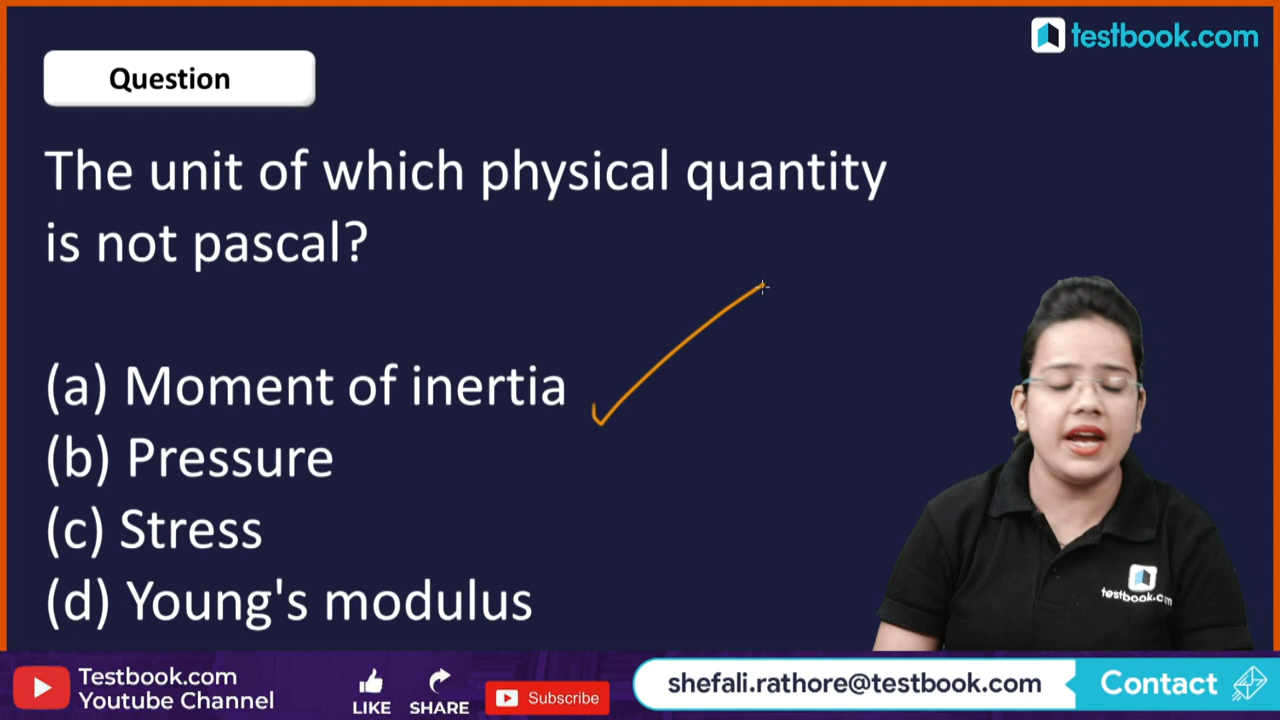 testbook.com
Question
The unit of which physical quantity
is not pascal?
(a) Moment of inertia
(b) Pressure
(c) Stress
(d) Young's modulus
testbook.com
Testbook.com
Youtube Channel
LIKE
SHARE
Subscribe
shefali.rathore@testbook.com
Contact